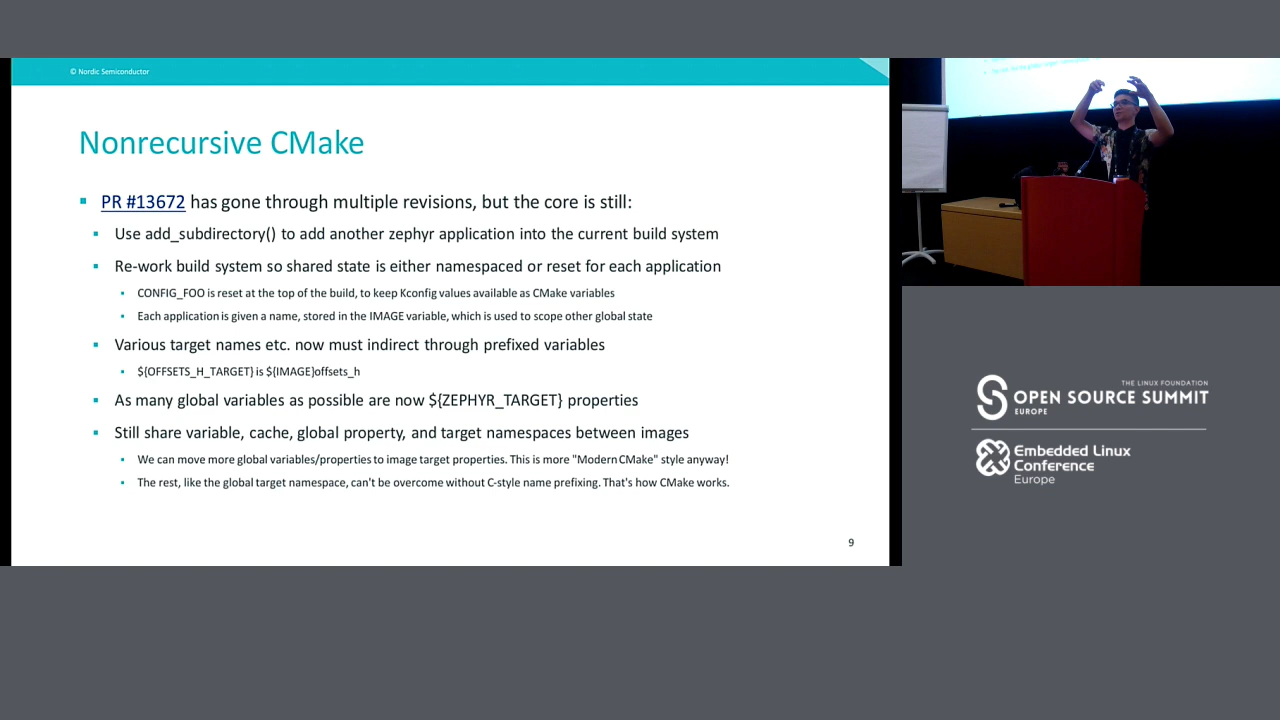 © Nordic Semiconductor
Nonrecursive CMake
PR #13672 has gone through multiple revisions, but the core is still:
Use add_subdirectory() to add another zephyr application into the current build system
Re-work build system so shared state is either namespaced or reset for each application
CONFIG_FOO is reset at the top of the build, to keep Kconfig values available as CMake variables
Each application is given a name, stored in the IMAGE variable, which is used to scope other global state
Various target names etc. now must indirect through prefixed variables
${OFFSETS_H_TARGET} is ${IMAGE}offsets_h
As many global variables as possible are now ${ZEPHYR_TARGET} properties
Still share variable, cache, global property, and target namespaces between images
We can move more global variables/properties to image target properties. This is more "Modern CMake" style anyway!
The rest, like the global target namespace, can't be overcome without C-style name prefixing. That's how CMake works.
9
THE LINUX FOUNDATION
OPEN SOURCE SUMMIT
EUROPE
Embedded Linux
Conference
Europe